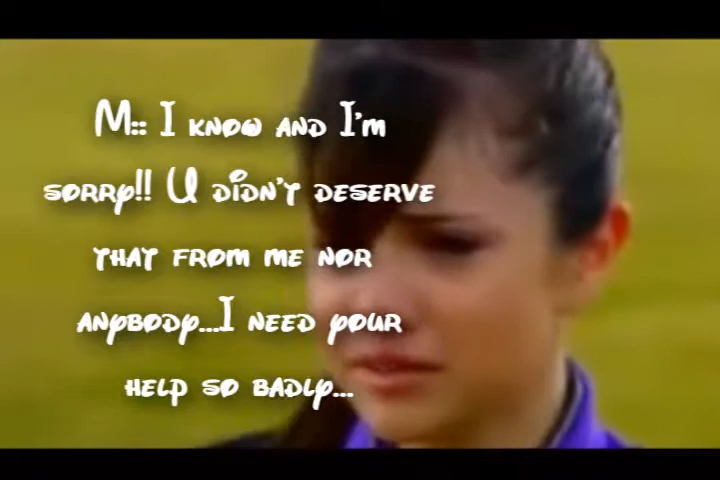 M:: I know and I'm
sorry!! U didn't deserve
that from me nor
anybody...I need your
help so badly...